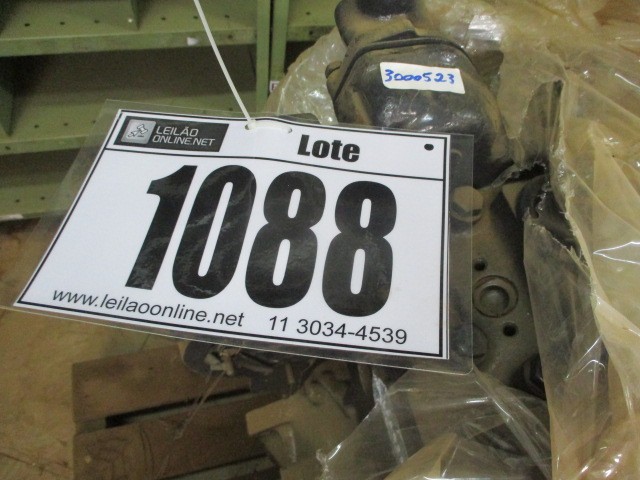 3000523
LEILÃO
ONLINE.NET
Lote
1088
www.leilaoonline.net 11 3034-4539